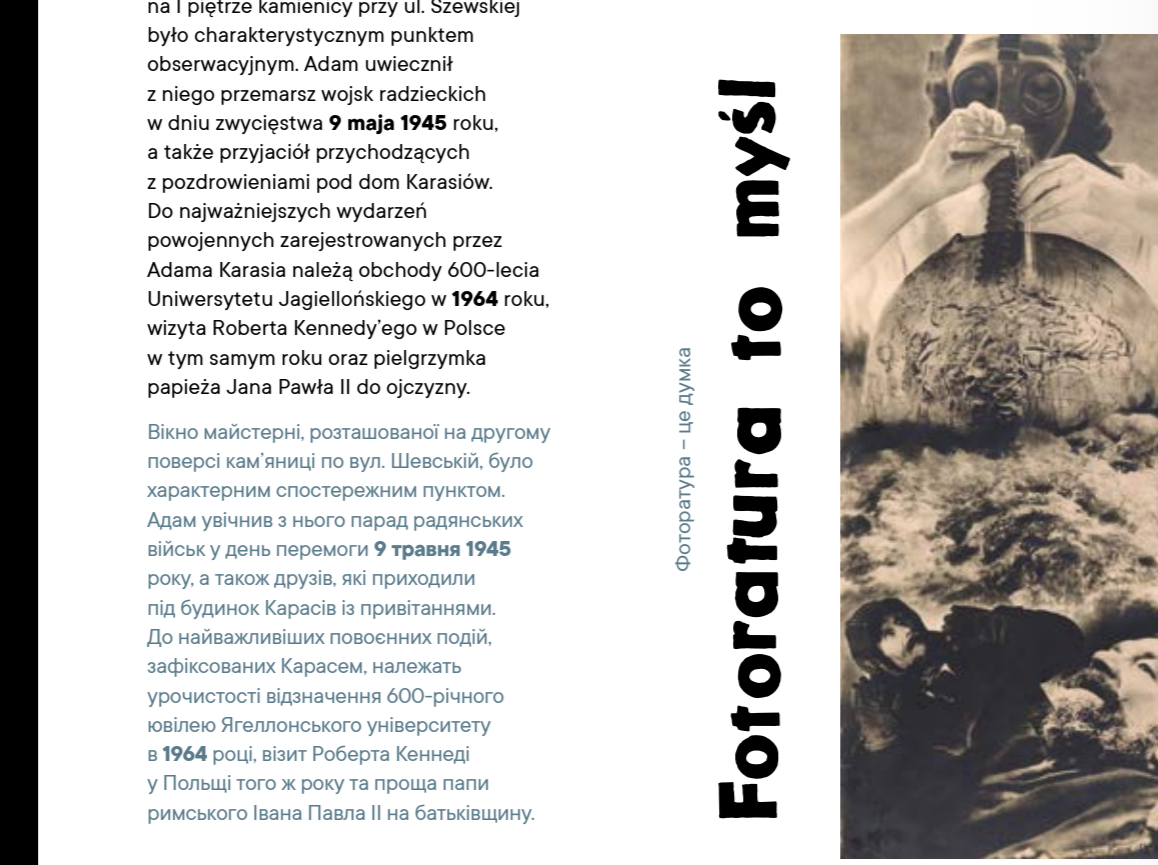 na I piętrze kamienicy przy ul. Szewskiej
było charakterystycznym punktem
obserwacyjnym. Adam uwiecznił
z niego przemarsz wojsk radzieckich
w dniu zwycięstwa 9 maja 1945 roku,
a także przyjaciół przychodzących
z pozdrowieniami pod dom Karasiów.
Do najważniejszych wydarzeń
powojennych zarejestrowanych przez
Adama Karasia należą obchody 600-lecia
Uniwersytetu Jagiellońskiego w 1964 roku,
wizyta Roberta Kennedy’ego w Polsce
w tym samym roku oraz pielgrzymka
papieża Jana Pawła II do ojczyzny.
Вікно майстерні, розташованої на другому
поверсі кам’яниці по вул. Шевській, було
характерним спостережним пунктом.
Адам увічнив з нього парад радянських
військ у день перемоги 9 травня 1945
року, а також друзів, які приходили
під будинок Карасів із привітаннями.
До найважливіших повоєнних подій,
зафіксованих Карасем, належать
урочистості відзначення 600-річного
ювілею Ягеллонського університету
в 1964 році, візит Роберта Кеннеді
у Польщі того ж року та проща папи
римського Івана Павла II на батьківщину.
Фоторатура – це думка
Fotoratura to myśl